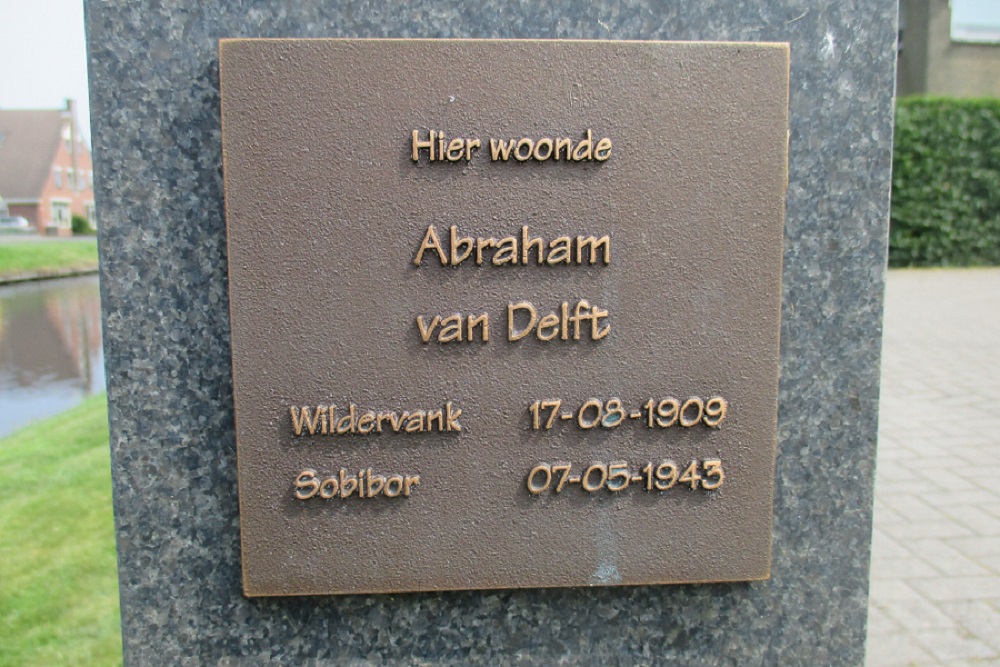 Hier woonde
Abraham
van Delft
Wildervank 17-08-1909
Sobibor 07-05-1943